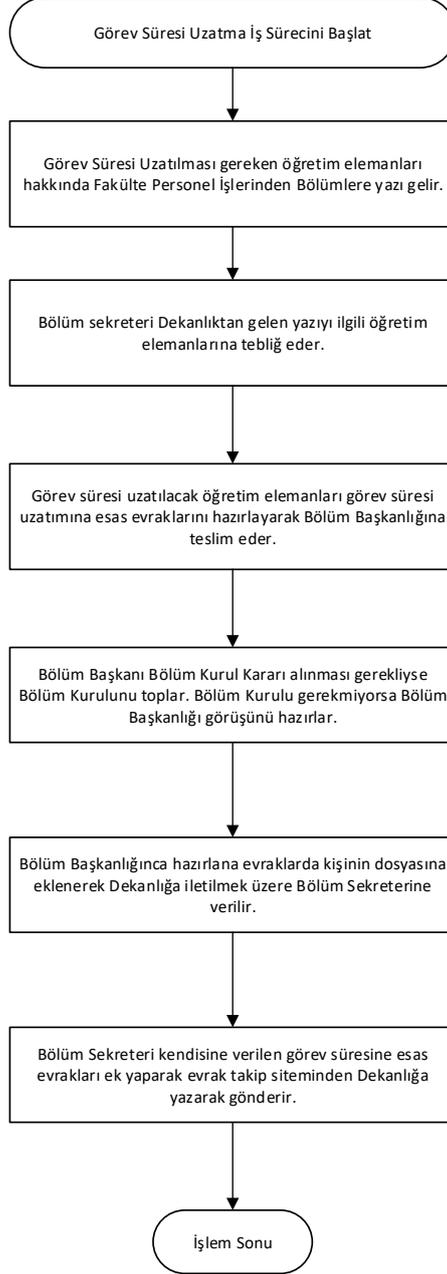 Görev Süresi Uzatma İş Sürecini Başlat
Görev Süresi Uzatılması gereken öğretim elemanları
hakkında Fakülte Personel İşlerinden Bölümlere yazı gelir.
Bölüm sekreteri Dekanlıktan gelen yazıyı ilgili öğretim
elemanlarına tebliğ eder.
Görev süresi uzatılacak öğretim elemanları görev süresi
uzatımına esas evraklarını hazırlayarak Bölüm Başkanlığına
teslim eder.
Bölüm Başkanı Bölüm Kurul Kararı alınması gerekliyse
Bölüm Kurulunu toplar. Bölüm Kurulu gerekmiyorsa Bölüm
Başkanlığı görüşünü hazırlar.
Bölüm Başkanlığınca hazırlana evraklarda kişinin dosyasına
eklenerek Dekanlığa iletilmek üzere Bölüm Sekreterine
verilir.
Bölüm Sekreteri kendisine verilen görev süresine esas
evrakları ek yaparak evrak takip siteminden Dekanlığa
yazarak gönderir.
İşlem Sonu